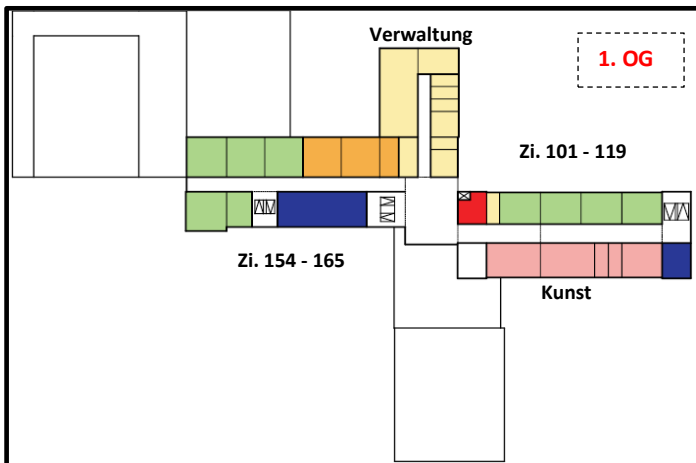 Verwaltung
1. OG
Zi. 101 - 119
Zi. 154 - 165
Kunst